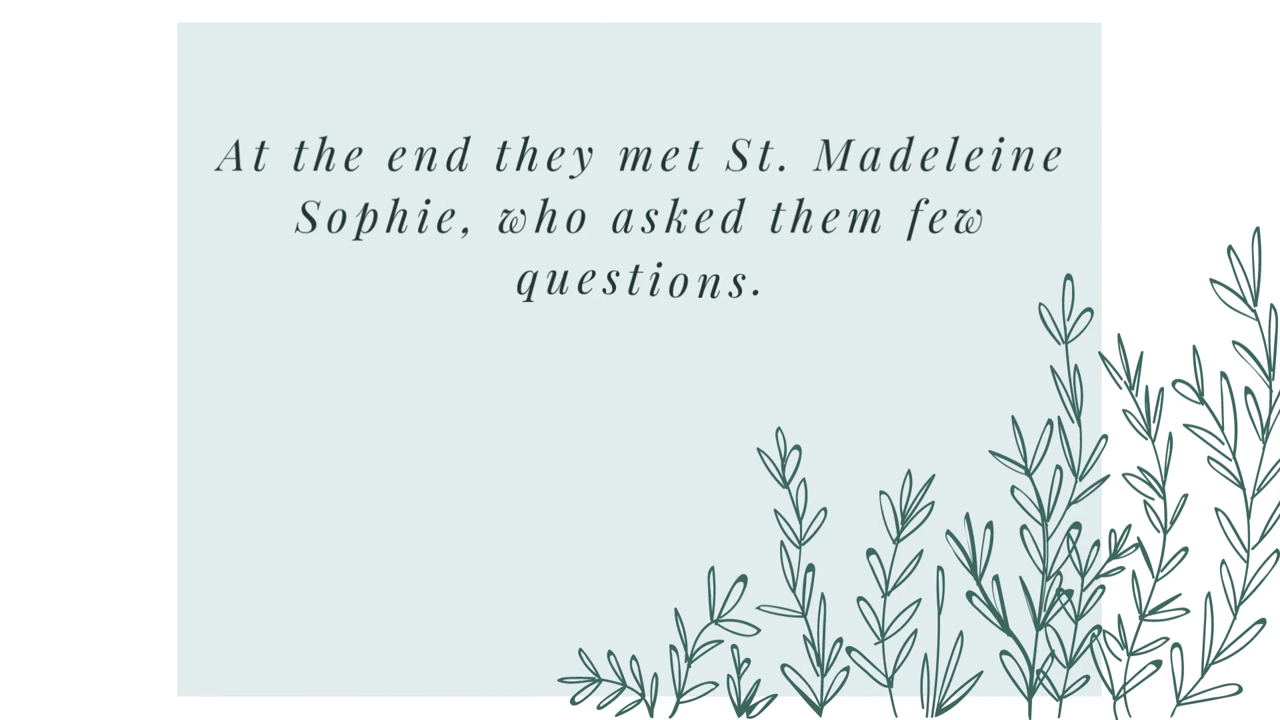 At the end they met St. Madeleine
Sophie, who asked them few
questions.